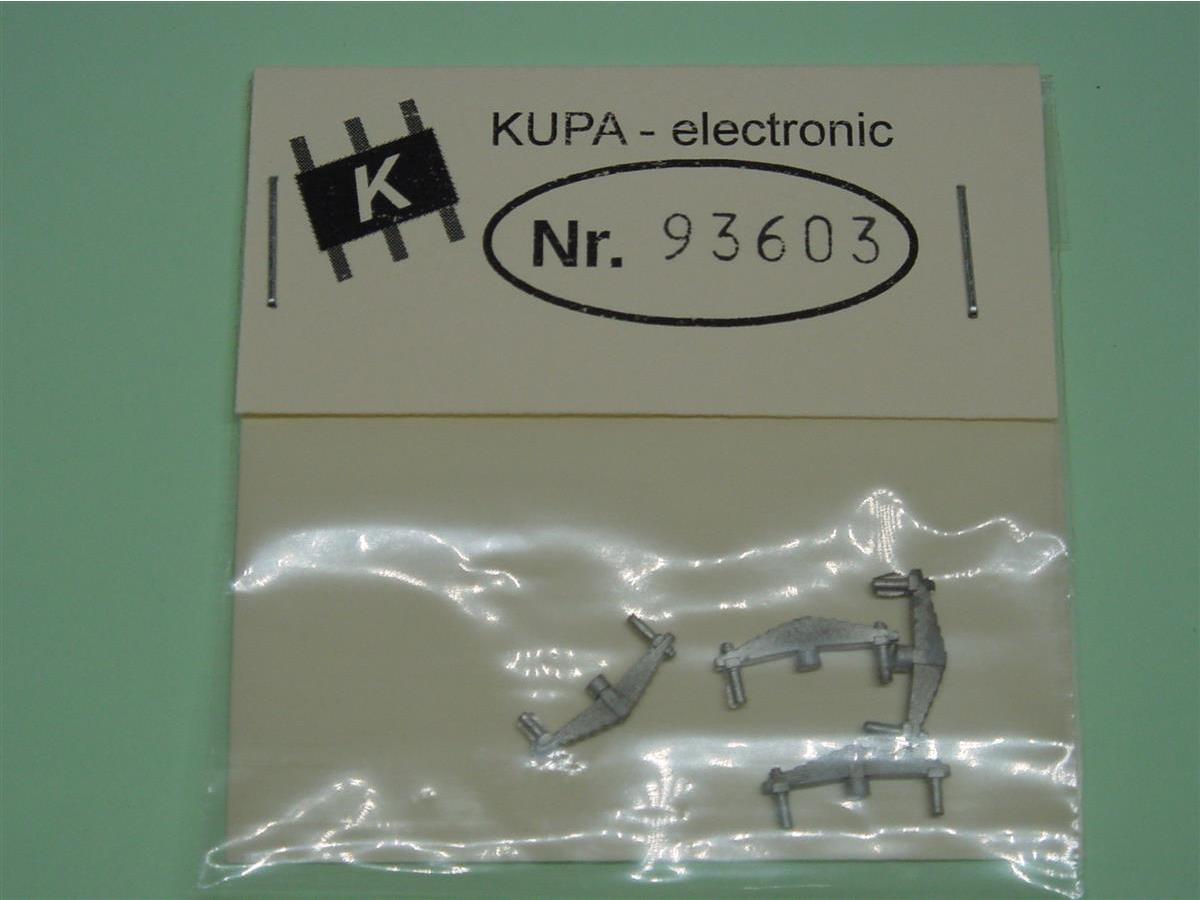 KUPA - electronic
K
Nr. 93603